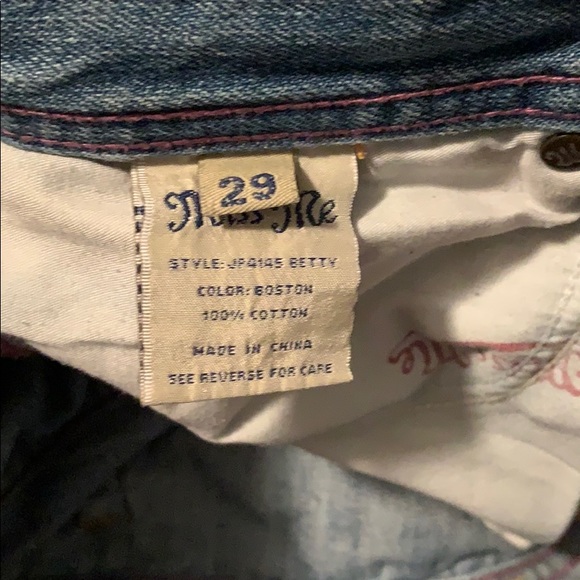 29
Miss Me
STYLE: JP4145 BETTY
COLOR: BOSTON
100% COTTON
MADE IN CHINA
SEE REVERSE FOR CARE